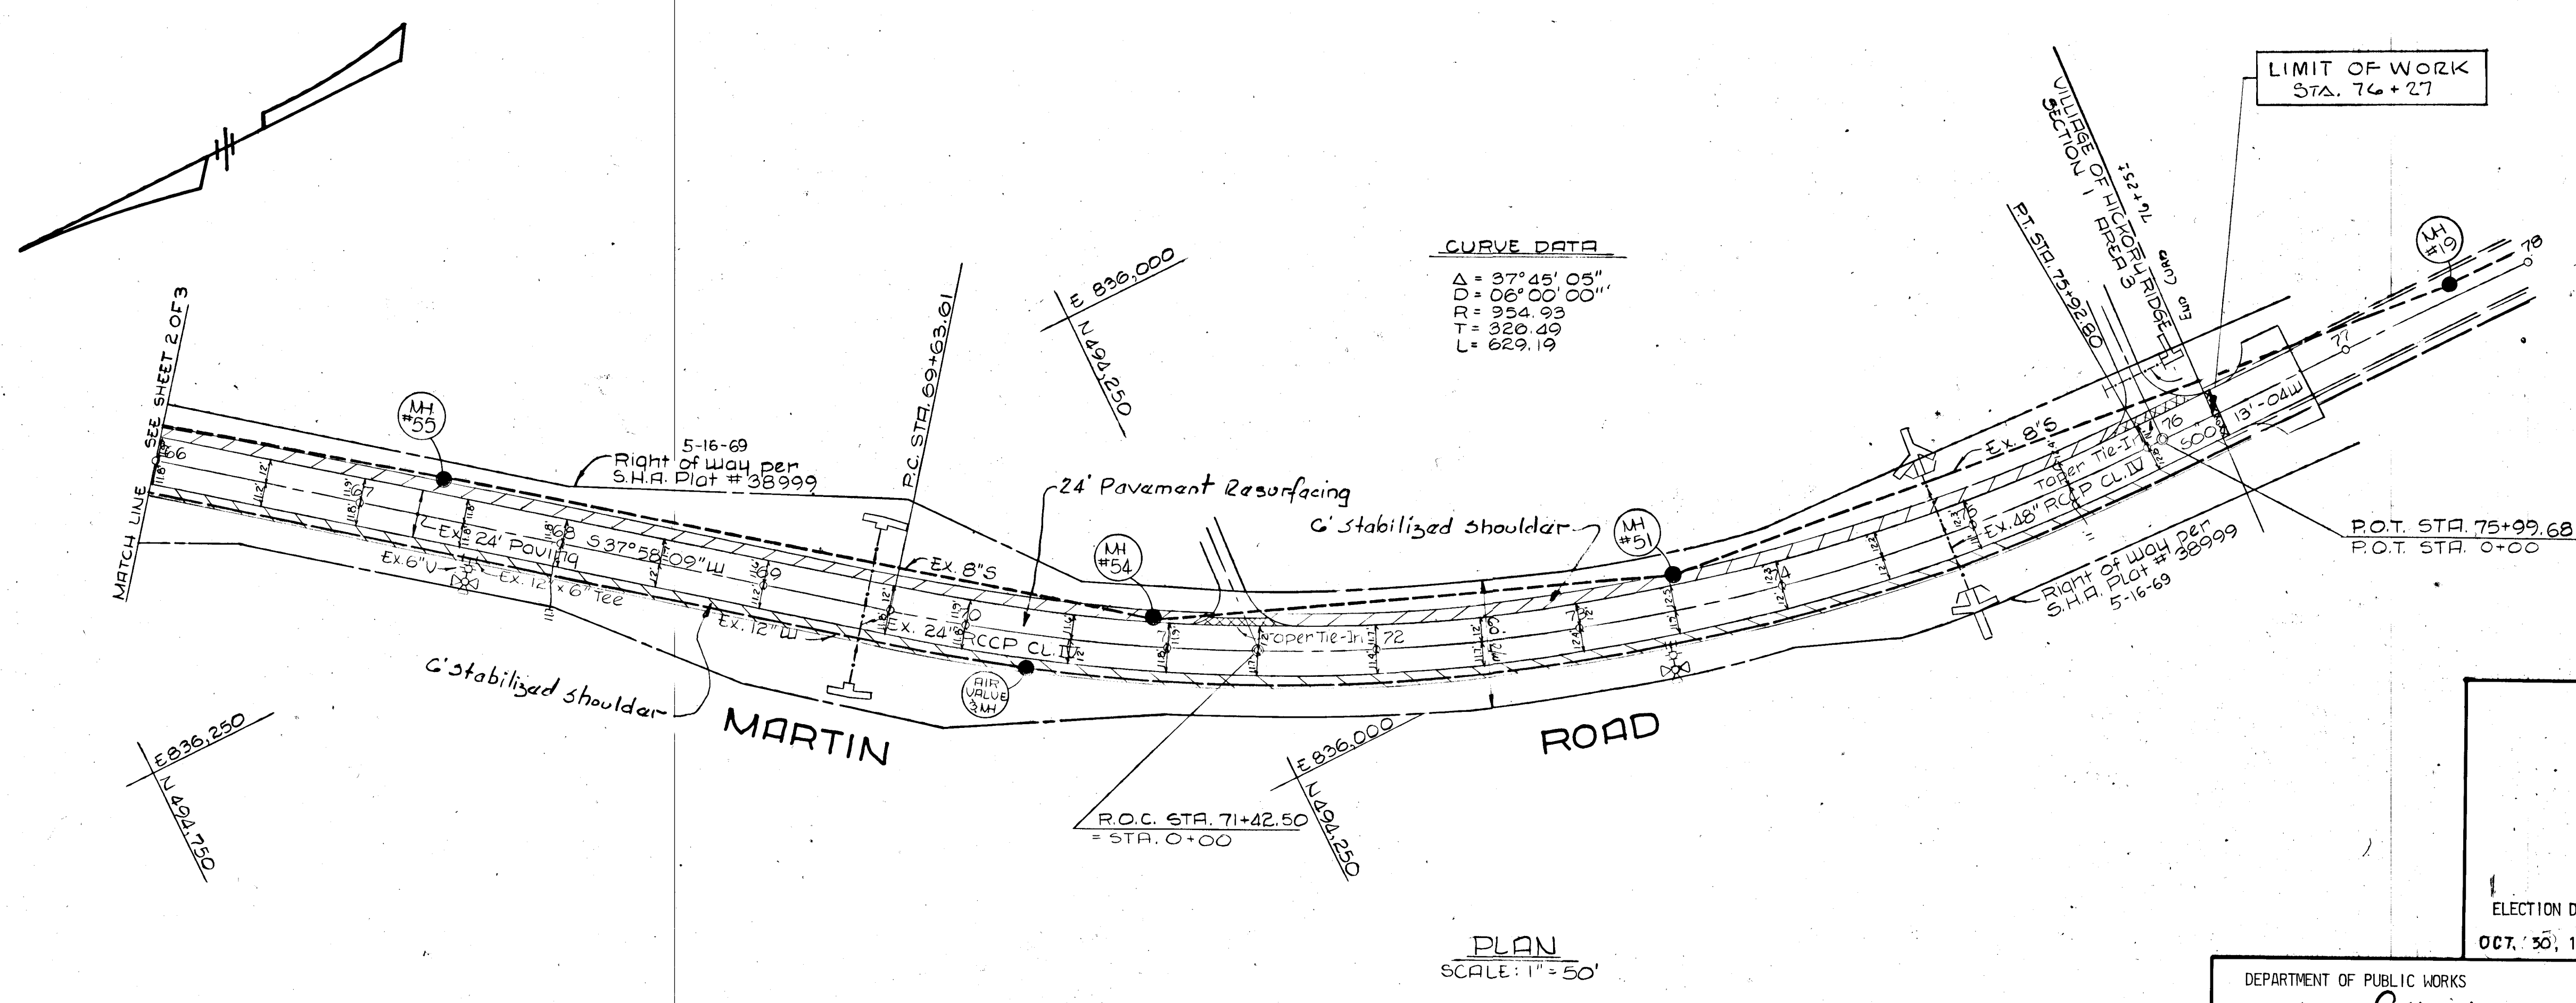 LIMIT OF WORK
STA. 76+27
VILLIAGE OF HICKORY RIDGE
SECTION 1 AREA 3
76+25±
P.T. STA. 75+92.80
MH #19
78
77
CURVE DATA
Δ = 37°45'05"
D = 06°00'00"
R = 954.93
T = 326.49
L = 629.19
E 836,000
N 494,250
P.C. STA. 69+63.61
MATCH LINE SEE SHEET 2 OF 3
MH. #55
5-16-69
Right of way per
S.H.A. Plat # 38999
24' Pavement Resurfacing
6' stabilized shoulder
MH #54
MH #51
Ex. 8"S
Ex. 8"S
66
67
68
69
72
76
Ex. 24' Paving
S 37°58'09" W
Ex. 6"V
Ex. 12" x 6" Tee
Ex. 12" W
Ex. 24" RCCP CL. IV
Taper Tie-In
Taper Tie-In
Ex. 48" RCCP CL. IV
13'-04W
P.O.T. STA. 75+99.68
P.O.T. STA. 0+00
Right of way per
S.H.A. Plat # 38999
5-16-69
6' stabilized shoulder
AIR
VALVE
& MH
MARTIN ROAD
E 836,250
N 494,750
E 836,000
N 494,250
R.O.C. STA. 71+42.50
= STA. 0+00
PLAN
SCALE: 1" = 50'
ELECTION D
OCT. 30, 1
DEPARTMENT OF PUBLIC WORKS